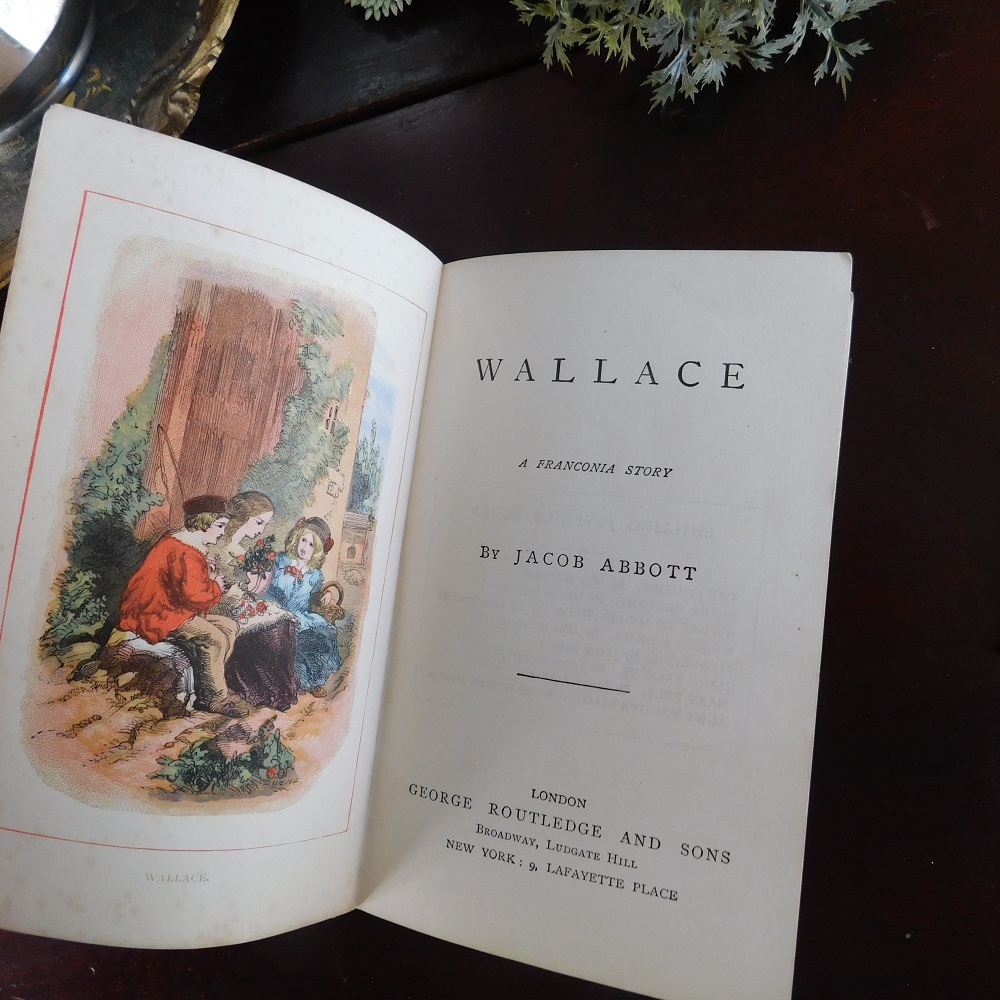 WALLACE.
WALLACE
A FRANCONIA STORY
BY JACOB ABBOTT
LONDON
GEORGE ROUTLEDGE AND SONS
BROADWAY, LUDGATE HILL
NEW YORK: 9, LAFAYETTE PLACE